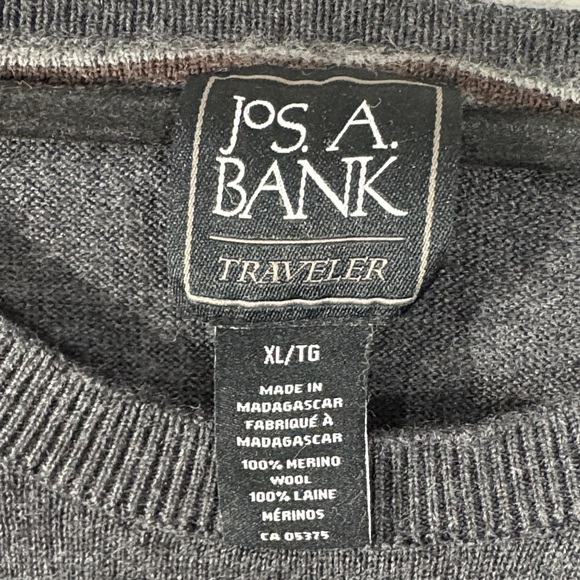 JOS. A.
BANK
TRAVELER
XL/TG
MADE IN
MADAGASCAR
FABRIQUÉ À
MADAGASCAR
100% MERINO
WOOL
100% LAINE
MÉRINOS
CA 05375